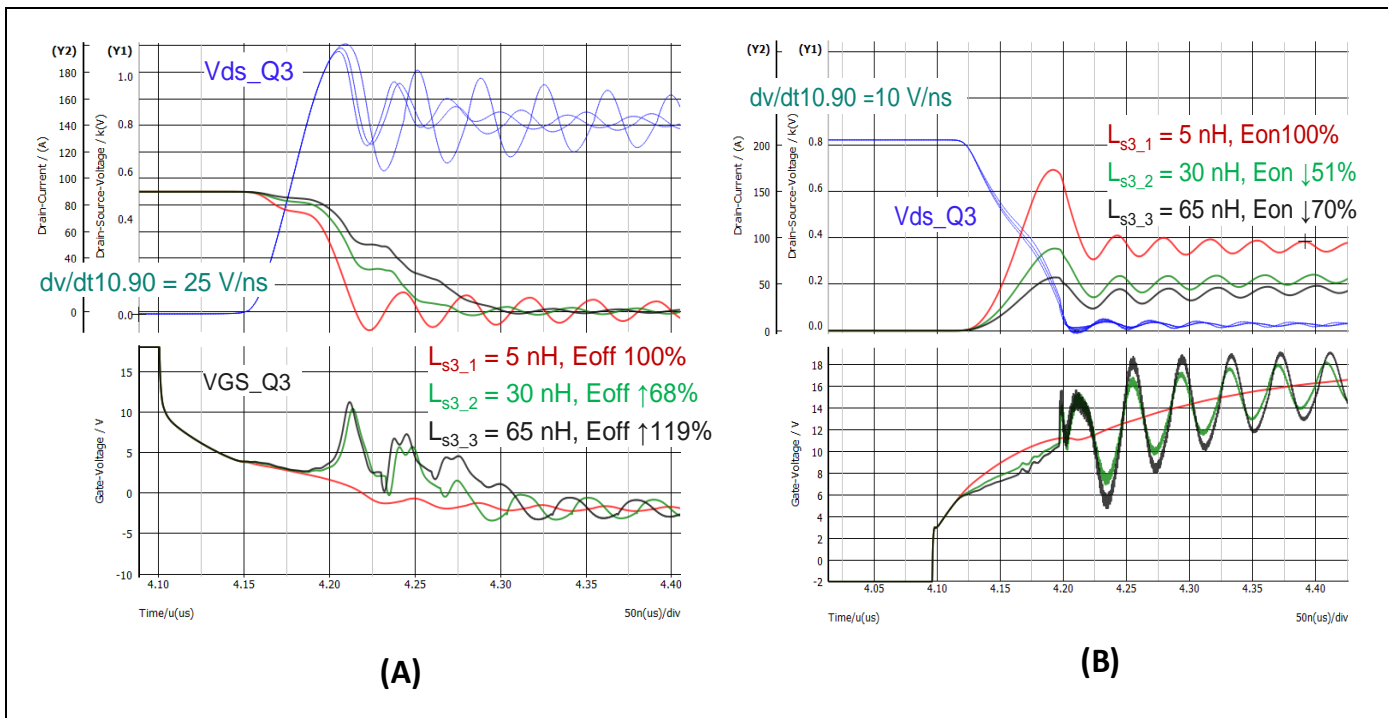 (Y2) (Y1)
Drain-Current / (A)
Drain-Source-Voltage / k(V)
180
160
140
120
100
80
60
40
20
0
1.0
0.8
0.6
0.4
0.0
Vds_Q3
dv/dt10.90 = 25 V/ns
VGS_Q3
Ls3_1 = 5 nH, Eoff 100%
Ls3_2 = 30 nH, Eoff ↑68%
Ls3_3 = 65 nH, Eoff ↑119%
Gate-Voltage / V
15
10
5
0
-5
-10
4.10 4.15 4.20 4.25 4.30 4.35 4.40
Time/u(us) 50n(us)/div
(A)
(Y2) (Y1)
Drain-Current / (A)
Drain-Source-Voltage / k(V)
dv/dt10.90 =10 V/ns
200
150
100
50
0
0.8
0.6
0.4
0.2
0.0
Ls3_1 = 5 nH, Eon100%
Ls3_2 = 30 nH, Eon ↓51%
Ls3_3 = 65 nH, Eon ↓70%
Vds_Q3
Gate-Voltage / V
18
16
14
12
10
8
6
4
2
0
-2
4.05 4.10 4.15 4.20 4.25 4.30 4.35 4.40
Time/u(us) 50n(us)/div
(B)